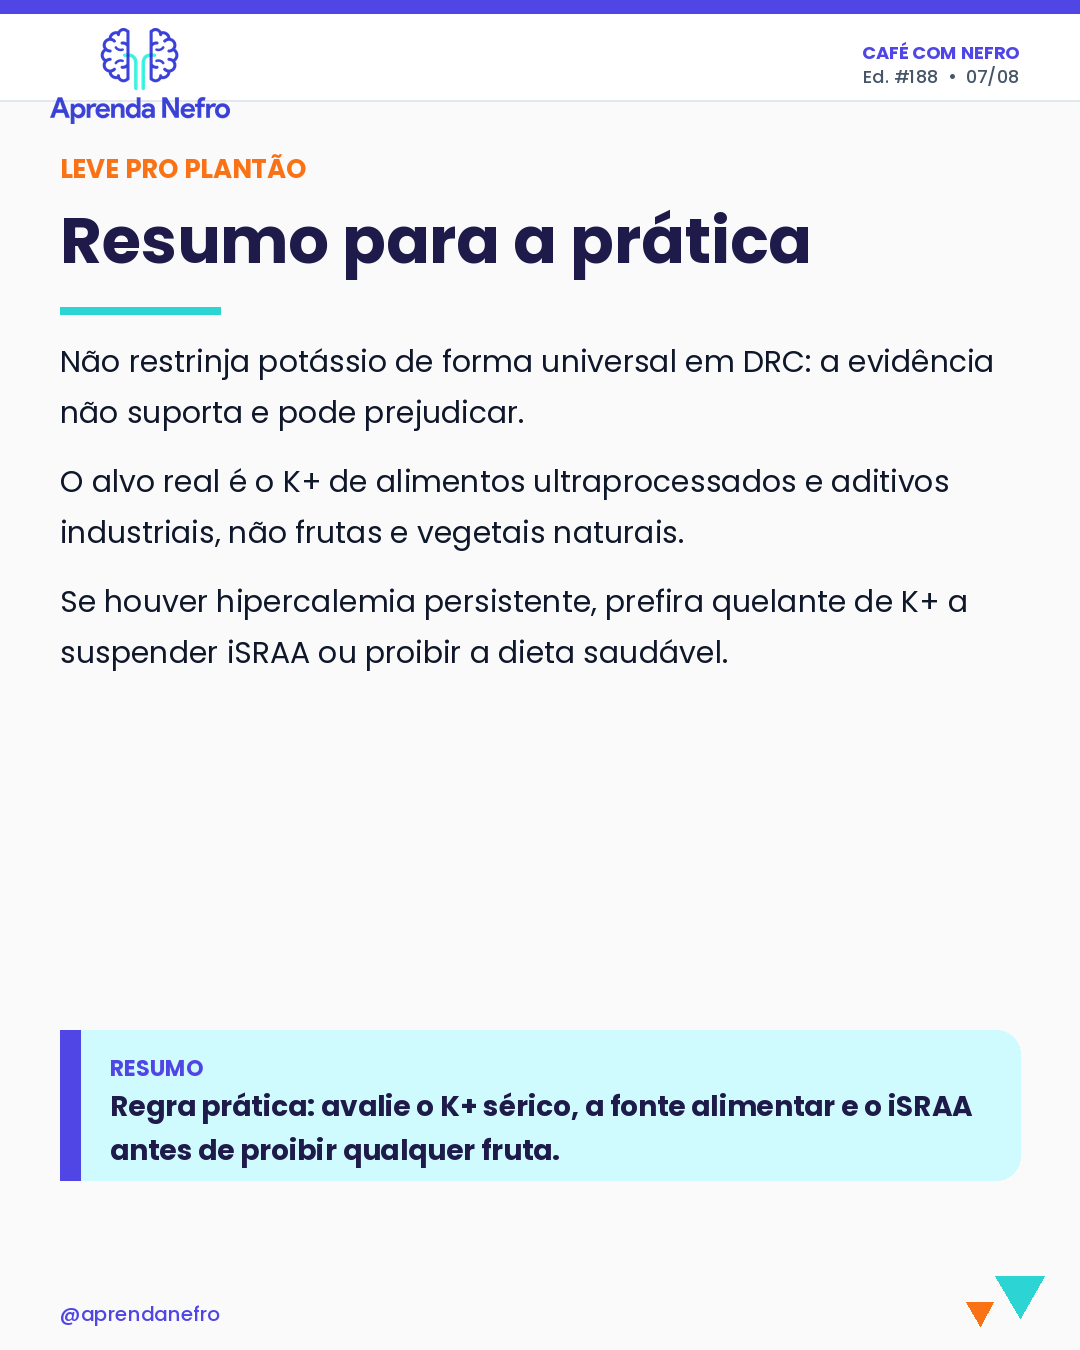 Aprenda Nefro
CAFÉ COM NEFRO
Ed. #188 • 07/08
LEVE PRO PLANTÃO
Resumo para a prática
Não restrinja potássio de forma universal em DRC: a evidência
não suporta e pode prejudicar.
O alvo real é o K+ de alimentos ultraprocessados e aditivos
industriais, não frutas e vegetais naturais.
Se houver hipercalemia persistente, prefira quelante de K+ a
suspender iSRAA ou proibir a dieta saudável.
RESUMO
Regra prática: avalie o K+ sérico, a fonte alimentar e o iSRAA
antes de proibir qualquer fruta.
@aprendanefro